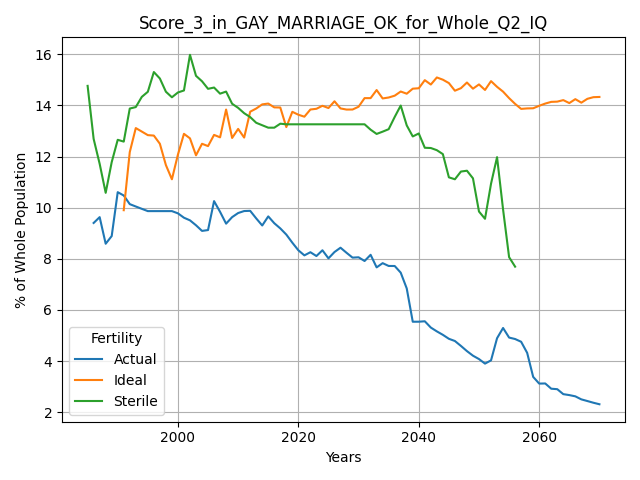 Score_3_in_GAY_MARRIAGE_OK_for_Whole_Q2_IQ
% of Whole Population
16
14
12
10
8
6
4
2
Fertility
Actual
Ideal
Sterile
2000 2020 2040 2060
Years